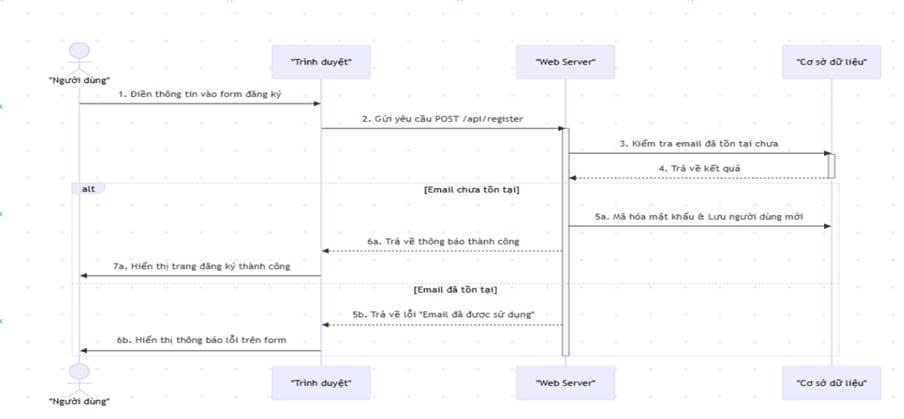 "Người dùng"
"Trình duyệt"
"Web Server"
"Cơ sở dữ liệu"
1. Điền thông tin vào form đăng ký
2. Gửi yêu cầu POST /api/register
3. Kiểm tra email đã tồn tại chưa
4. Trả về kết quả
alt
[Email chưa tồn tại]
5a. Mã hóa mật khẩu & Lưu người dùng mới
6a. Trả về thông báo thành công
7a. Hiển thị trang đăng ký thành công
[Email đã tồn tại]
5b. Trả về lỗi "Email đã được sử dụng"
6b. Hiển thị thông báo lỗi trên form
"Người dùng"
"Trình duyệt"
"Web Server"
"Cơ sở dữ liệu"